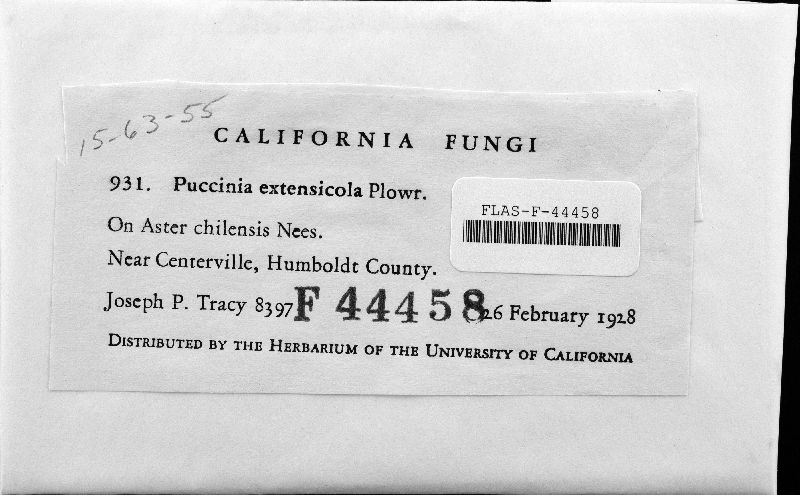 15-63-55
CALIFORNIA FUNGI
931. Puccinia extensicola Plowr.
FLAS-F-44458
On Aster chilensis Nees.
Near Centerville, Humboldt County.
Joseph P. Tracy 8397 F 44458 26 February 1928
DISTRIBUTED BY THE HERBARIUM OF THE UNIVERSITY OF CALIFORNIA